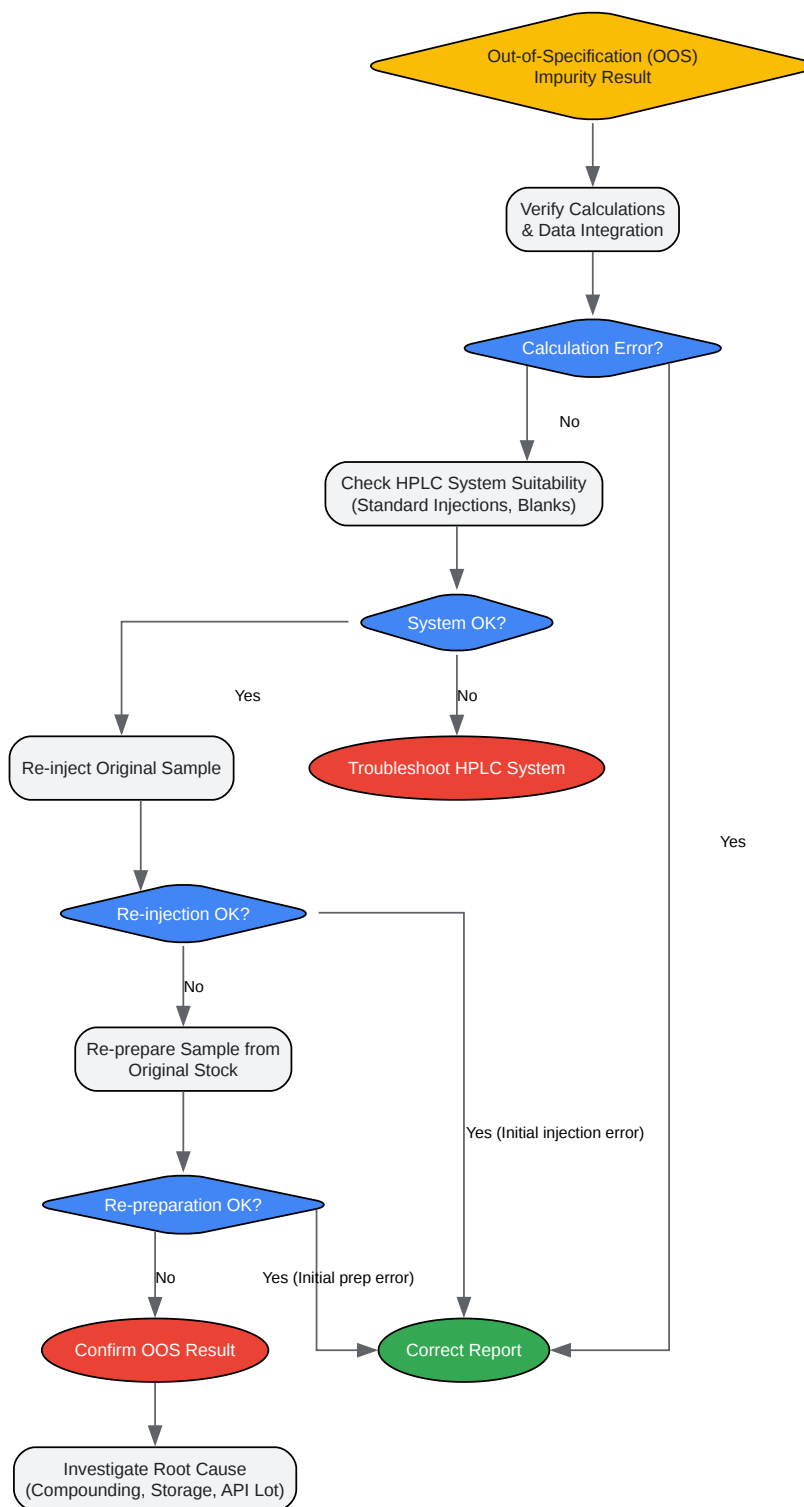 Out-of-Specification (OOS)
Impurity Result
Verify Calculations
& Data Integration
Calculation Error?
No
Check HPLC System Suitability
(Standard Injections, Blanks)
System OK?
Yes
No
Re-inject Original Sample
Troubleshoot HPLC System
Yes
Re-injection OK?
No
Re-prepare Sample from
Original Stock
Yes (Initial injection error)
Re-preparation OK?
No
Yes (Initial prep error)
Confirm OOS Result
Correct Report
Investigate Root Cause
(Compounding, Storage, API Lot)